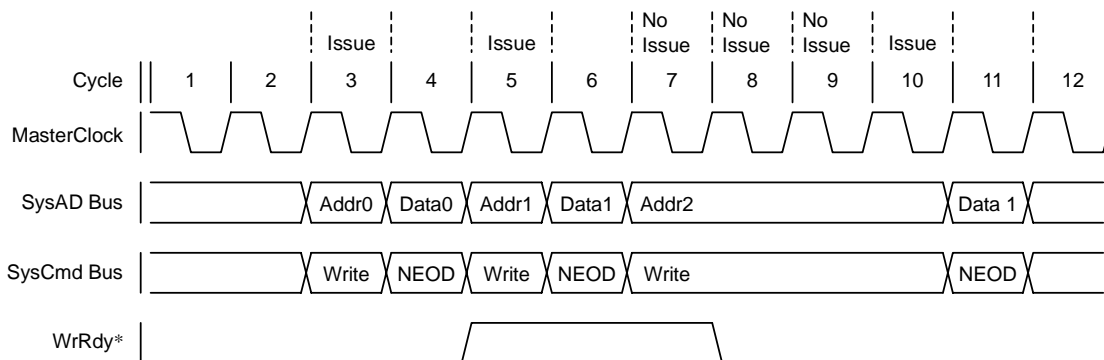 No No No
Issue Issue Issue Issue Issue Issue
Cycle 1 2 3 4 5 6 7 8 9 10 11 12
MasterClock
SysAD Bus Addr0 Data0 Addr1 Data1 Addr2 Data 1
SysCmd Bus Write NEOD Write NEOD Write NEOD
WrRdy*